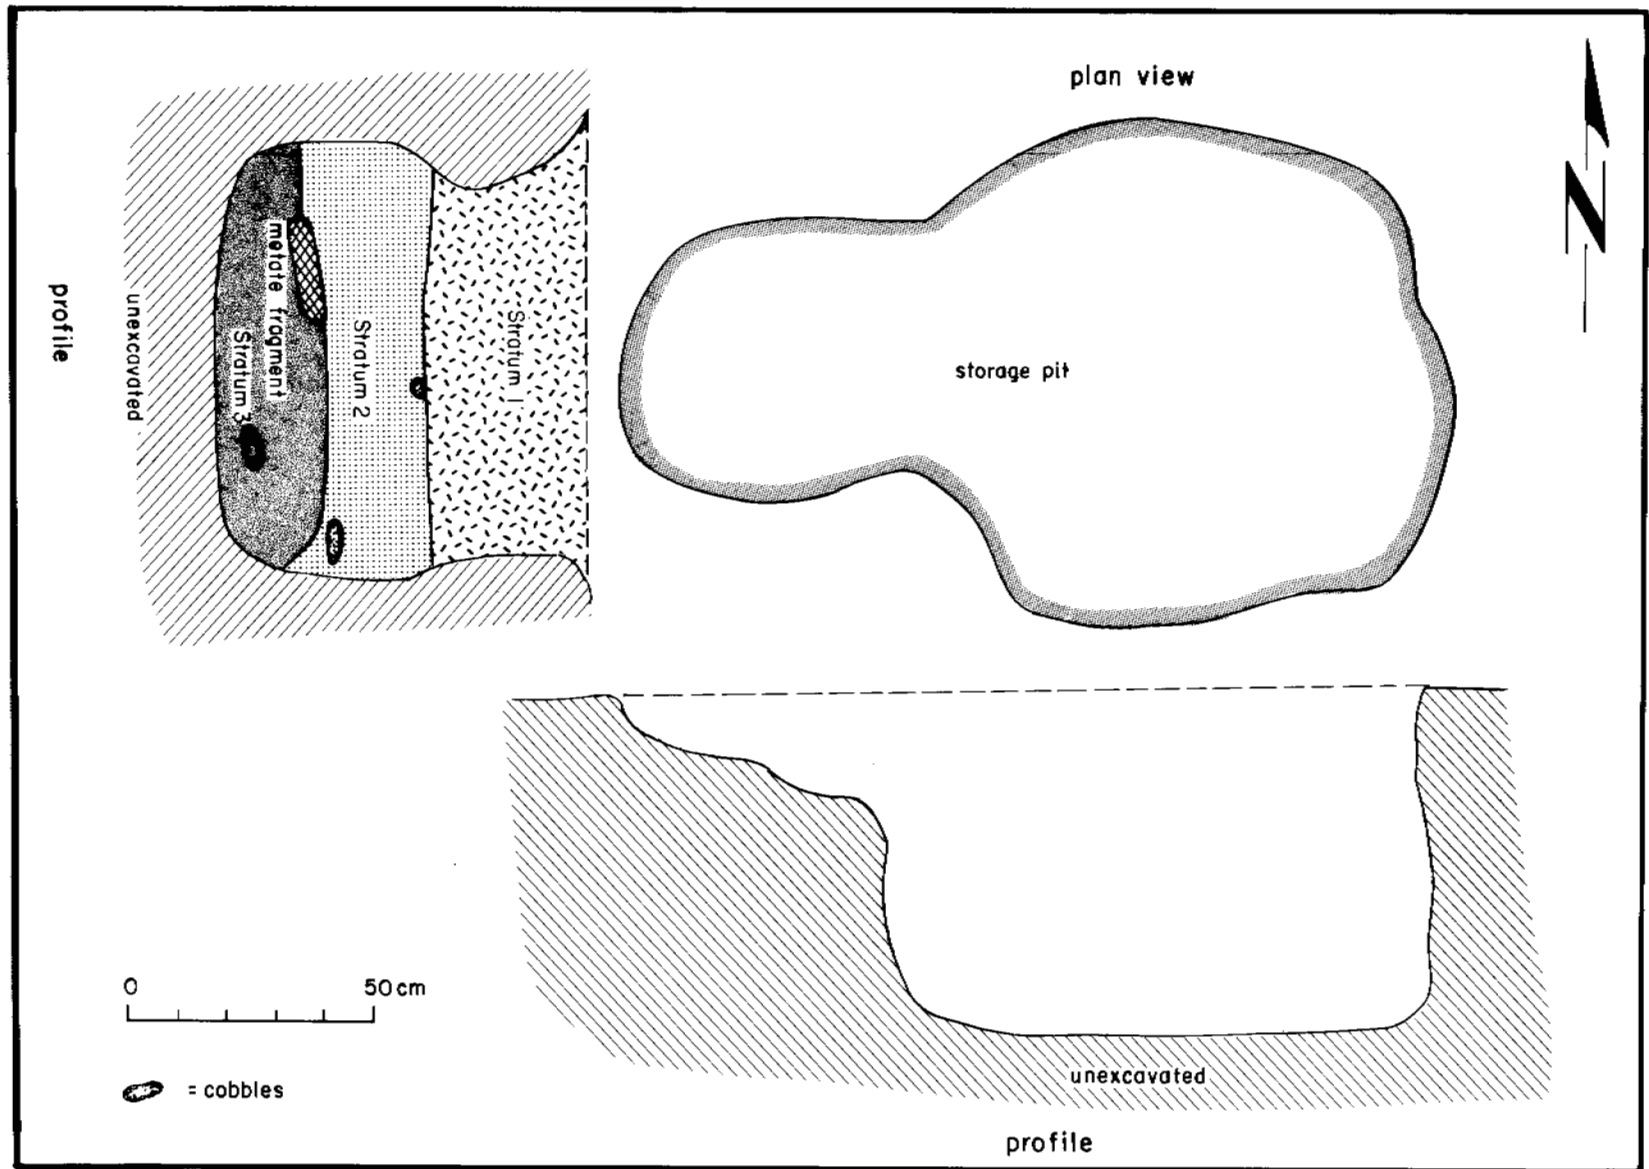 plan view
N
profile
unexcavated
Stratum 3
metate fragment
Stratum 2
Stratum 1
storage pit
0 50 cm
= cobbles
unexcavated
profile